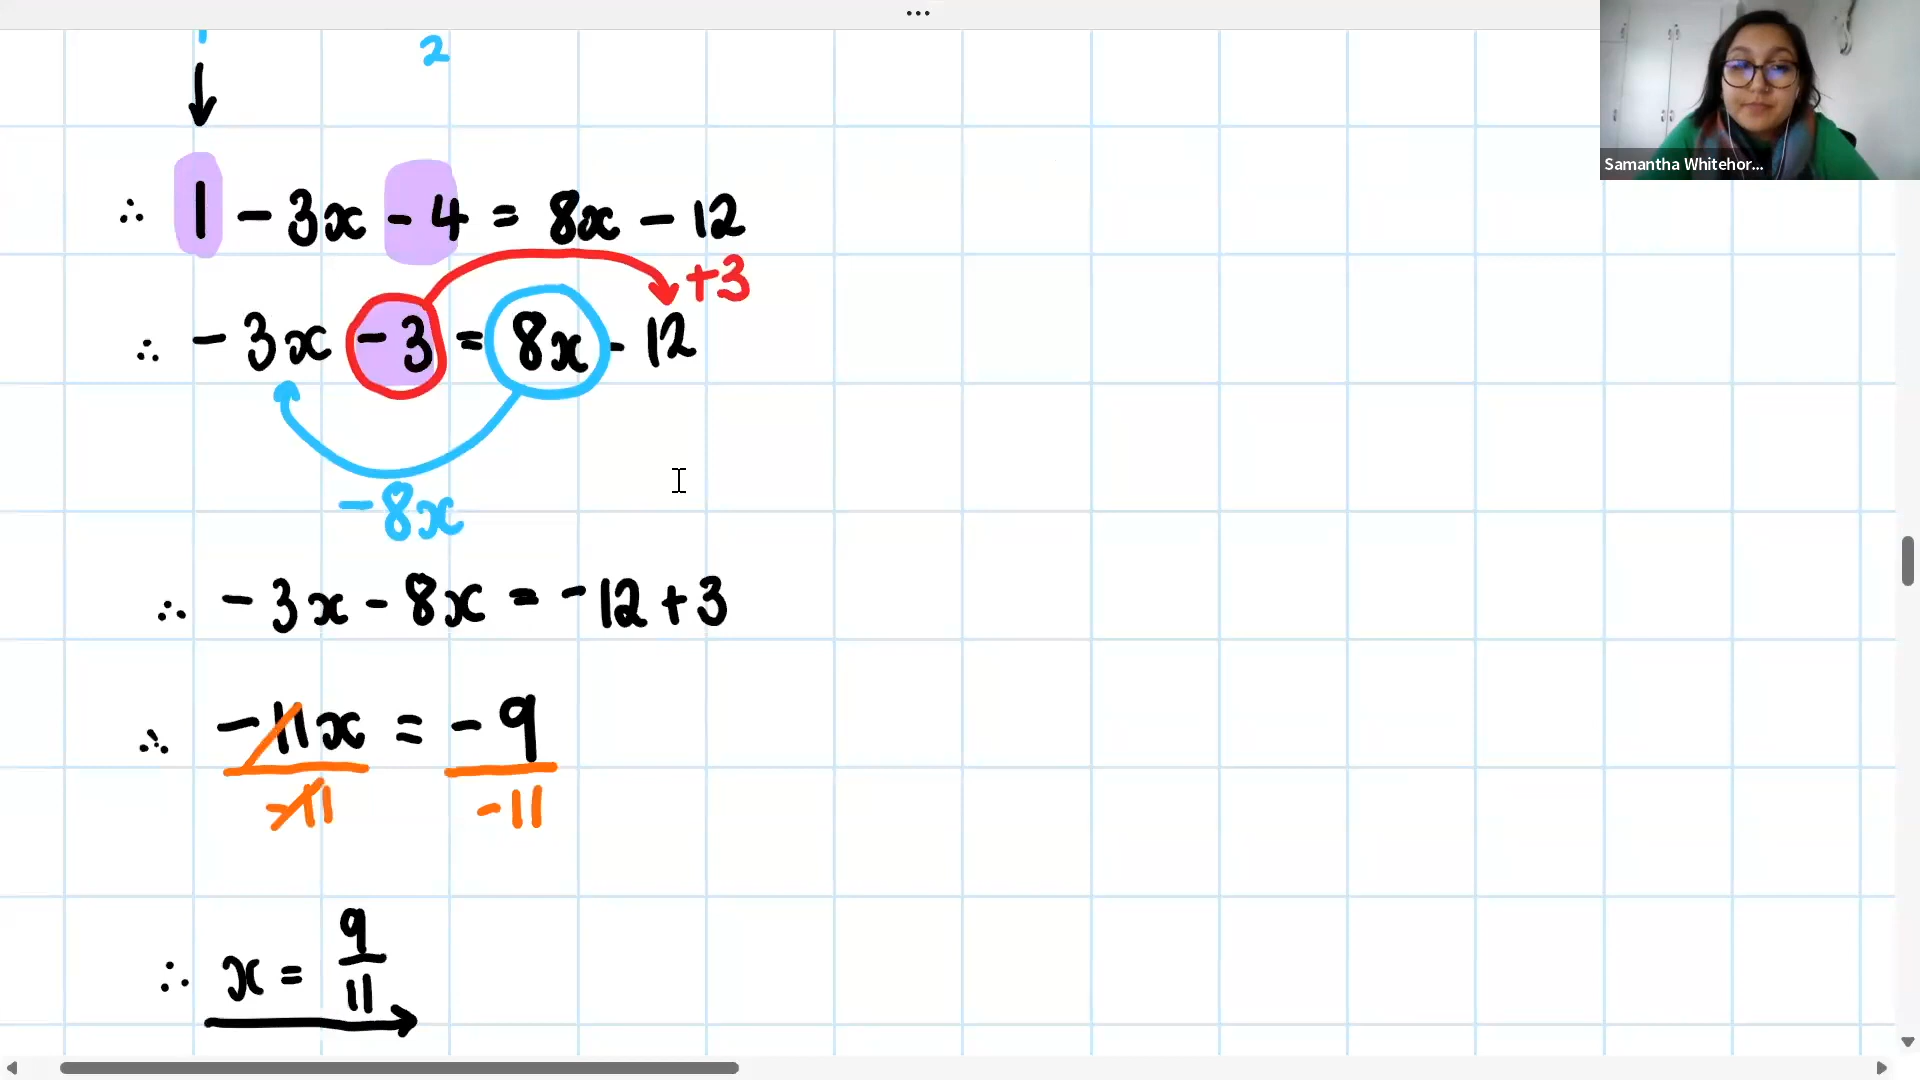 2
Samantha Whitehor...
∴ 1 - 3x - 4 = 8x - 12
+3
∴ - 3x - 3 = 8x - 12
-8x
∴ - 3x - 8x = -12 + 3
∴ -11x = -9
-11 -11
∴ x = 9/11